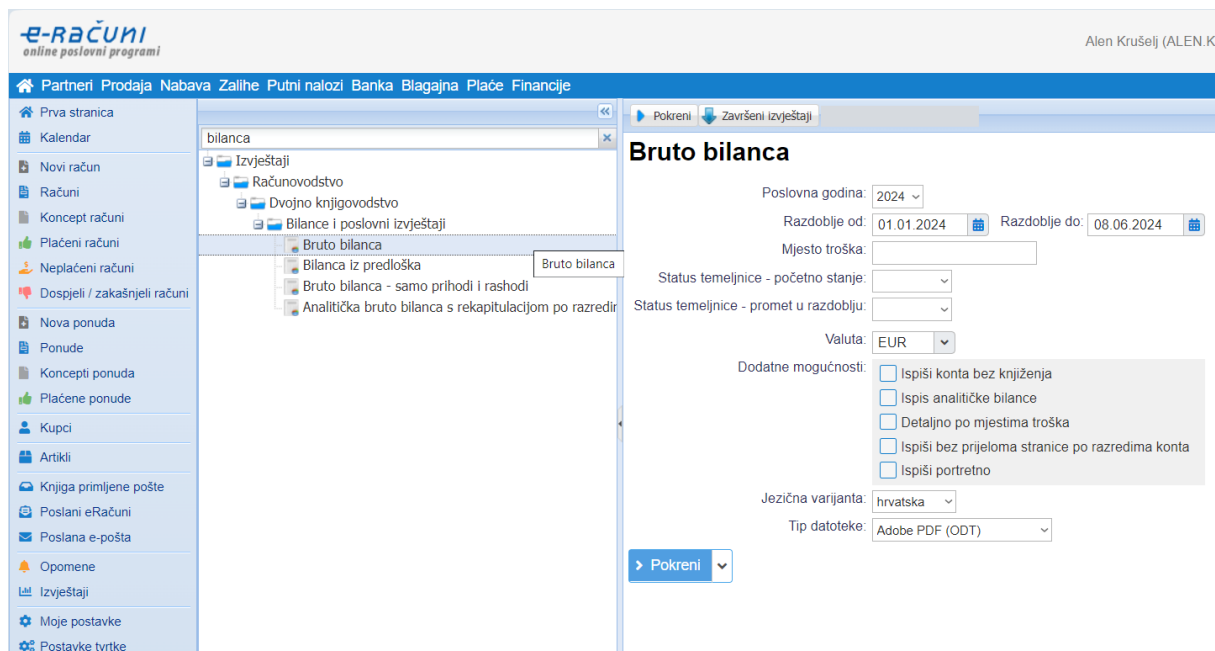 e-RAČUNI
online poslovni programi
Alen Krušelj (ALEN.K
Partneri Prodaja Nabava Zalihe Putni nalozi Banka Blagajna Plaće Financije
Prva stranica
Kalendar
Novi račun
Računi
Koncept računi
Plaćeni računi
Neplaćeni računi
Dospjeli / zakašnjeli računi
Nova ponuda
Ponude
Koncepti ponuda
Plaćene ponude
Kupci
Artikli
Knjiga primljene pošte
Poslani eRačuni
Poslana e-pošta
Opomene
Izvještaji
Moje postavke
Postavke tvrtke
bilanca
Izvještaji
Računovodstvo
Dvojno knjigovodstvo
Bilance i poslovni izvještaji
Bruto bilanca
Bilanca iz predloška
Bruto bilanca - samo prihodi i rashodi
Analitička bruto bilanca s rekapitulacijom po razredir
Bruto bilanca
Pokreni Završeni izvještaji
Bruto bilanca
Poslovna godina: 2024
Razdoblje od: 01.01.2024 Razdoblje do: 08.06.2024
Mjesto troška:
Status temeljnice - početno stanje:
Status temeljnice - promet u razdoblju:
Valuta: EUR
Dodatne mogućnosti: Ispiši konta bez knjiženja
Ispis analitičke bilance
Detaljno po mjestima troška
Ispiši bez prijeloma stranice po razredima konta
Ispiši portretno
Jezična varijanta: hrvatska
Tip datoteke: Adobe PDF (ODT)
Pokreni